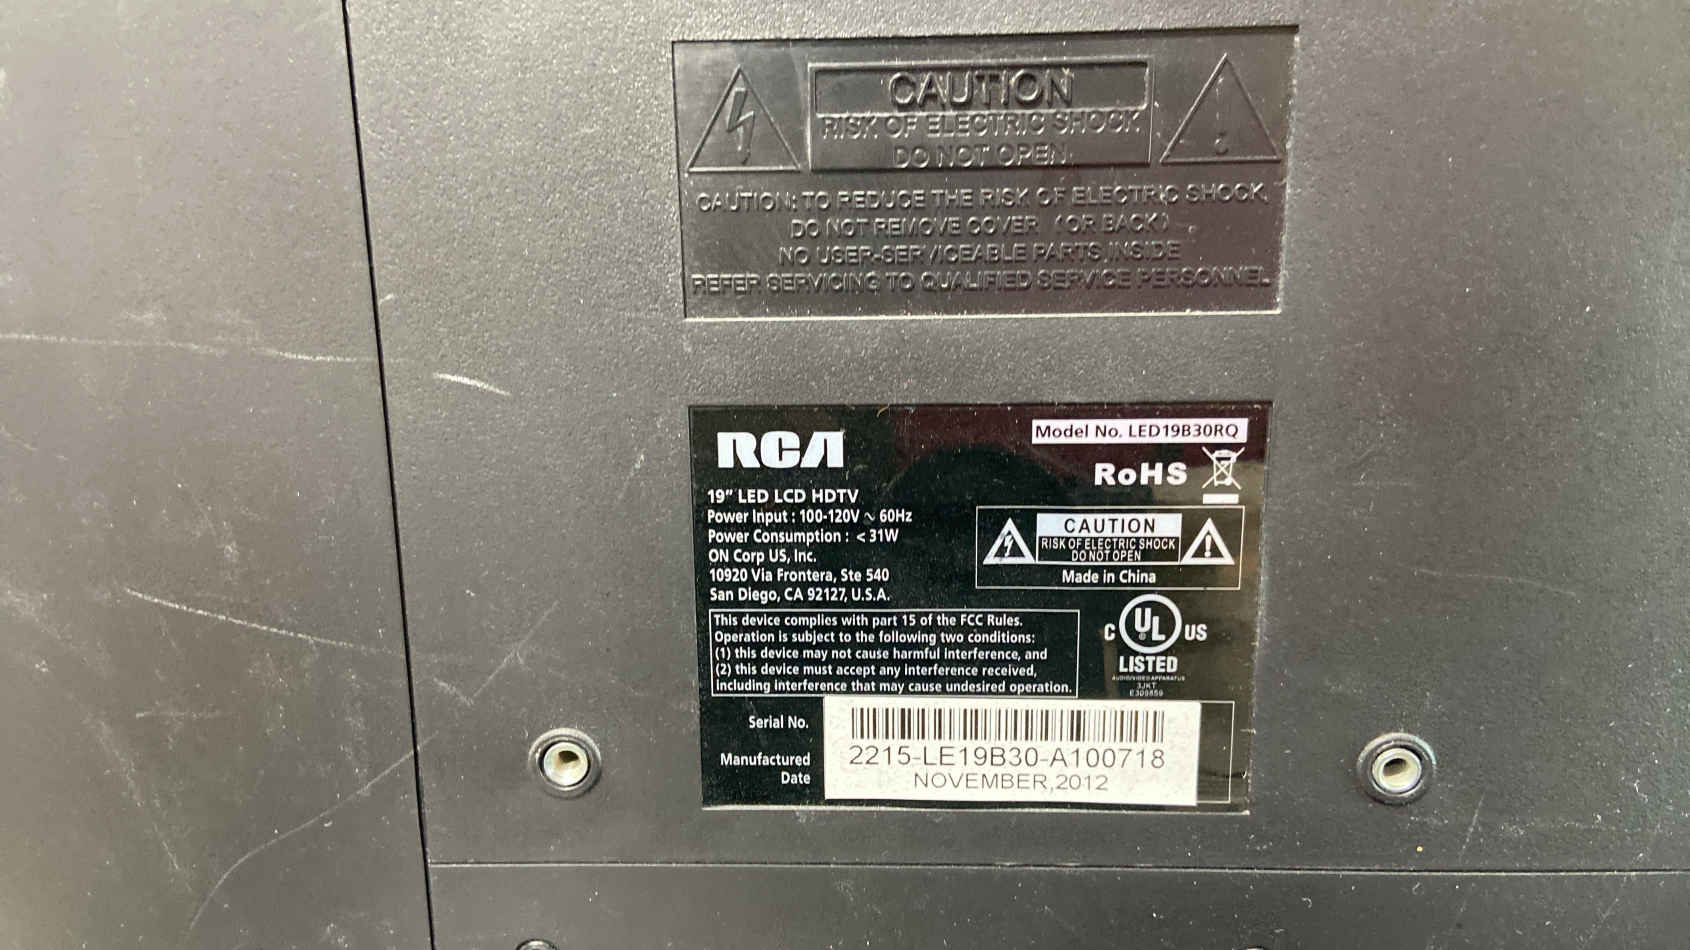 CAUTION
RISK OF ELECTRIC SHOCK
DO NOT OPEN
CAUTION: TO REDUCE THE RISK OF ELECTRIC SHOCK,
DO NOT REMOVE COVER (OR BACK)
NO USER-SERVICEABLE PARTS INSIDE
REFER SERVICING TO QUALIFIED SERVICE PERSONNEL
RCA
Model No. LED19B30RQ
RoHS
19" LED LCD HDTV
Power Input : 100-120V ~ 60Hz
Power Consumption : < 31W
ON Corp US, Inc.
10920 Via Frontera, Ste 540
San Diego, CA 92127, U.S.A.
CAUTION
RISK OF ELECTRIC SHOCK
DO NOT OPEN
Made in China
This device complies with part 15 of the FCC Rules.
Operation is subject to the following two conditions:
(1) this device may not cause harmful interference, and
(2) this device must accept any interference received,
including interference that may cause undesired operation.
C UL US
LISTED
AUDIO/VIDEO APPARATUS
3JKT
E309859
Serial No.
2215-LE19B30-A100718
Manufactured
Date
NOVEMBER,2012